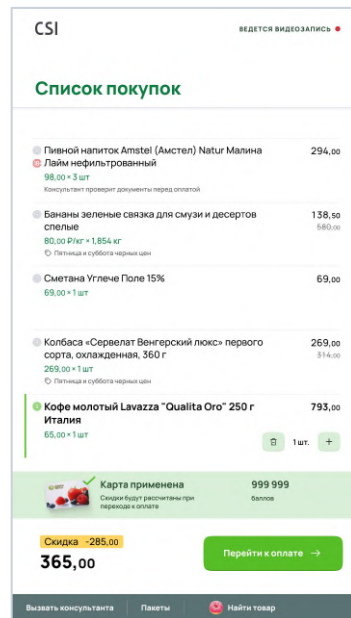 CSI
ВЕДЕТСЯ ВИДЕОЗАПИСЬ
Список покупок
Пивной напиток Amstel (Амстел) Natur Малина
Лайм нефильтрованный
294,00
98,00 × 3 шт
Консультант проверит документы перед оплатой
Бананы зеленые связка для смузи и десертов
спелые
138,50
580,00
80,00 ₽/кг × 1,854 кг
Пятница и суббота черных цен
Сметана Углече Поле 15%
69,00
69,00 × 1 шт
Колбаса «Сервелат Венгерский люкс» первого
сорта, охлажденная, 360 г
269,00
314,00
269,00 × 1 шт
Пятница и суббота черных цен
Кофе молотый Lavazza "Qualita Oro" 250 г
Италия
793,00
65,00 × 1 шт
1 шт. +
Карта применена
Скидки будут рассчитаны при
переходе к оплате
999 999
баллов
Скидка -285,00
365,00
Перейти к оплате →
Вызвать консультанта
Пакеты
Найти товар